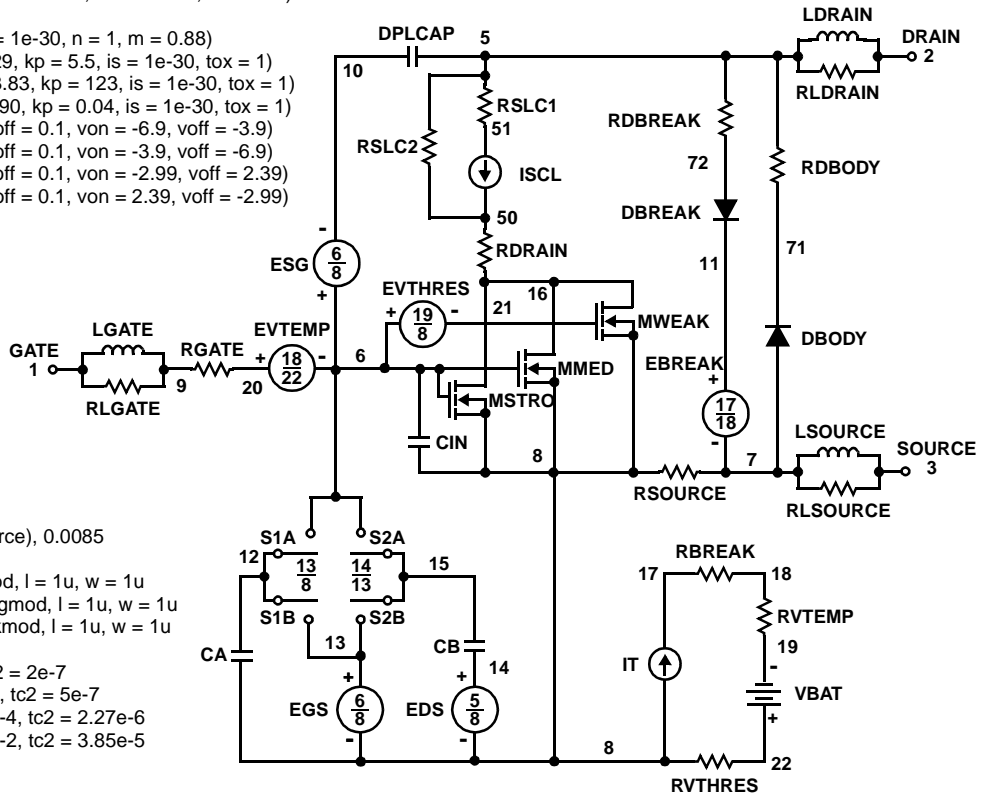 = 1e-30, n = 1, m = 0.88)
kp = 5.5, is = 1e-30, tox = 1)
kp = 123, is = 1e-30, tox = 1)
90, kp = 0.04, is = 1e-30, tox = 1)
off = 0.1, von = -6.9, voff = -3.9)
off = 0.1, von = -3.9, voff = -6.9)
off = 0.1, von = -2.99, voff = 2.39)
off = 0.1, von = 2.39, voff = -2.99)
LDRAIN
DPLCAP 5 DRAIN
10 2
RLDRAIN
RSLC1
51
RDBREAK
RSLC2
72 RDBODY
ISCL
DBREAK
50
-
RDRAIN
71
ESG 6
8
11
EVTHRES 16
+ 21
+ 19 -
8
MWEAK
LGATE EVTEMP
GATE RGATE + 18 - 6 MMED DBODY
1 22 EBREAK +
9 20
MSTRO
RLGATE 17
18
LSOURCE
CIN 8 - 7 SOURCE
3
RSOURCE
RLSOURCE
rce), 0.0085
S1A S2A
12 13
8
14
13
15 RBREAK
17 18
od, l = 1u, w = 1u
gmod, l = 1u, w = 1u
kmod, l = 1u, w = 1u
S1B S2B
RVTEMP
13 CB 19
CA
14 IT -
2 = 2e-7
, tc2 = 5e-7
-4, tc2 = 2.27e-6
-2, tc2 = 3.85e-5
+ + VBAT
EGS 6
8
EDS 5
8
+
- - 8
22
RVTHRES